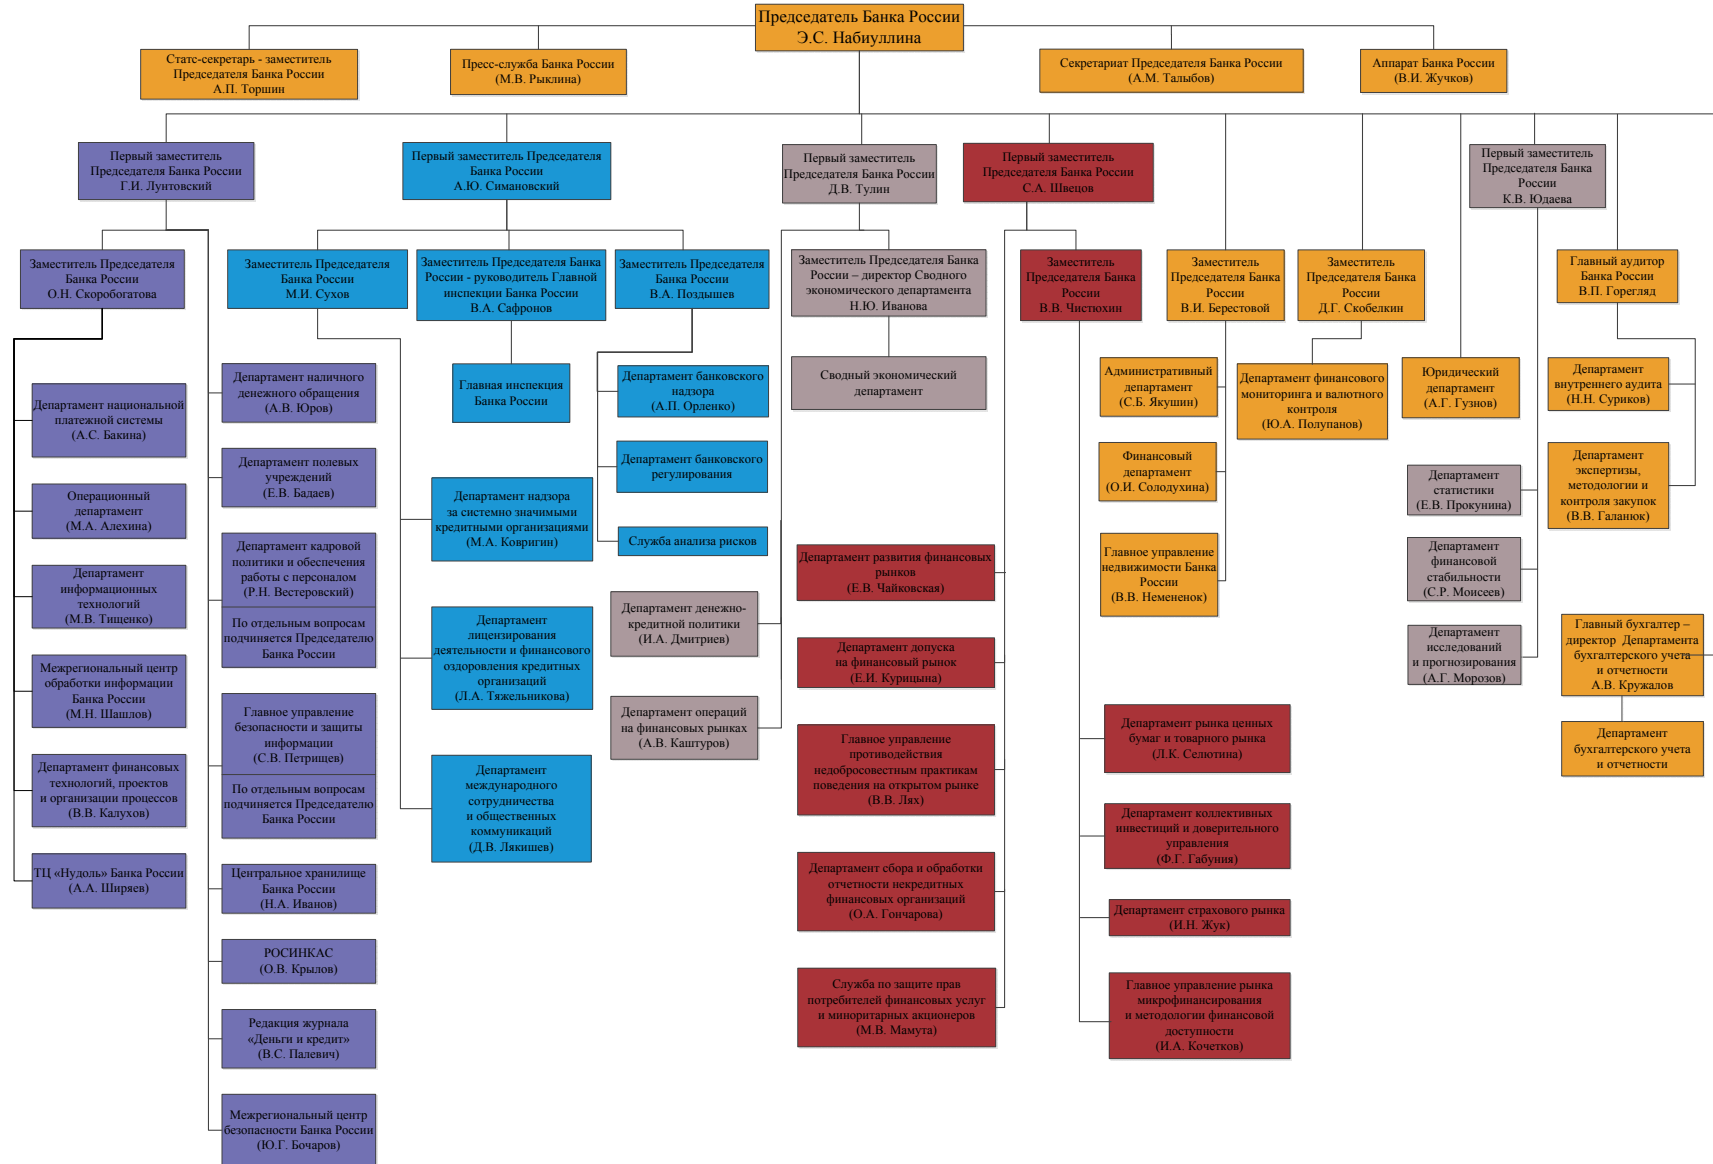 Председатель Банка России
Э.С. Набиуллина
Статс-секретарь - заместитель
Председателя Банка России
А.П. Торшин
Пресс-служба Банка России
(М.В. Рыклина)
Секретариат Председателя Банка России
(А.М. Талыбов)
Аппарат Банка России
(В.И. Жучков)
Первый заместитель
Председателя Банка России
Г.И. Лунтовский
Первый заместитель Председателя
Банка России
А.Ю. Симановский
Первый заместитель
Председателя Банка России
Д.В. Тулин
Первый заместитель
Председателя Банка России
С.А. Швецов
Первый заместитель
Председателя Банка
России
К.В. Юдаева
Заместитель Председателя
Банка России
О.Н. Скоробогатова
Заместитель Председателя
Банка России
М.И. Сухов
Заместитель Председателя Банка
России - руководитель Главной
инспекции Банка России
В.А. Сафронов
Заместитель Председателя
Банка России
В.А. Поздышев
Заместитель Председателя Банка
России – директор Сводного
экономического департамента
Н.Ю. Иванова
Заместитель
Председателя Банка
России
В.В. Чистюхин
Заместитель
Председателя Банка
России
В.И. Берестовой
Заместитель
Председателя Банка
России
Д.Г. Скобелкин
Главный аудитор
Банка России
В.П. Горегляд
Департамент национальной
платежной системы
(А.С. Бакина)
Операционный
департамент
(М.А. Алехина)
Департамент
информационных
технологий
(М.В. Тищенко)
Межрегиональный центр
обработки информации
Банка России
(М.Н. Шашлов)
Департамент финансовых
технологий, проектов
и организации процессов
(В.В. Калухов)
ТЦ «Нудоль» Банка России
(А.А. Ширяев)
Департамент наличного
денежного обращения
(А.В. Юров)
Департамент полевых
учреждений
(Е.В. Бадаев)
Департамент кадровой
политики и обеспечения
работы с персоналом
(Р.Н. Вестеровский)
По отдельным вопросам
подчиняется Председателю
Банка России
Главное управление
безопасности и защиты
информации
(С.В. Петрищев)
По отдельным вопросам
подчиняется Председателю
Банка России
Центральное хранилище
Банка России
(Н.А. Иванов)
РОСИНКАС
(О.В. Крылов)
Редакция журнала
«Деньги и кредит»
(В.С. Палевич)
Межрегиональный центр
безопасности Банка России
(Ю.Г. Бочаров)
Главная инспекция
Банка России
Департамент надзора
за системно значимыми
кредитными организациями
(М.А. Ковригин)
Департамент
лицензирования
деятельности и финансового
оздоровления кредитных
организаций
(Л.А. Тяжельникова)
Департамент
международного
сотрудничества
и общественных
коммуникаций
(Д.В. Лякишев)
Департамент банковского
надзора
(А.П. Орленко)
Департамент банковского
регулирования
Служба анализа рисков
Департамент денежно-
кредитной политики
(И.А. Дмитриев)
Департамент операций
на финансовых рынках
(А.В. Каштуров)
Сводный экономический
департамент
Департамент развития финансовых
рынков
(Е.В. Чайковская)
Департамент допуска
на финансовый рынок
(Е.И. Курицына)
Главное управление
противодействия
недобросовестным практикам
поведения на открытом рынке
(В.В. Лях)
Департамент сбора и обработки
отчетности некредитных
финансовых организаций
(О.А. Гончарова)
Служба по защите прав
потребителей финансовых услуг
и миноритарных акционеров
(М.В. Мамута)
Департамент рынка ценных
бумаг и товарного рынка
(Л.К. Селютина)
Департамент коллективных
инвестиций и доверительного
управления
(Ф.Г. Габуния)
Департамент страхового рынка
(И.Н. Жук)
Главное управление рынка
микрофинансирования
и методологии финансовой
доступности
(И.А. Кочетков)
Административный
департамент
(С.Б. Якушин)
Финансовый
департамент
(О.И. Солодухина)
Главное управление
недвижимости Банка
России
(В.В. Немененок)
Департамент финансового
мониторинга и валютного
контроля
(Ю.А. Полупанов)
Юридический
департамент
(А.Г. Гузнов)
Департамент
статистики
(Е.В. Прокунина)
Департамент
финансовой
стабильности
(С.Р. Моисеев)
Департамент
исследований
и прогнозирования
(А.Г. Морозов)
Департамент
внутреннего аудита
(Н.Н. Суриков)
Департамент
экспертизы,
методологии и
контроля закупок
(В.В. Галанюк)
Главный бухгалтер –
директор Департамента
бухгалтерского учета
и отчетности
А.В. Кружалов
Департамент
бухгалтерского учета
и отчетности